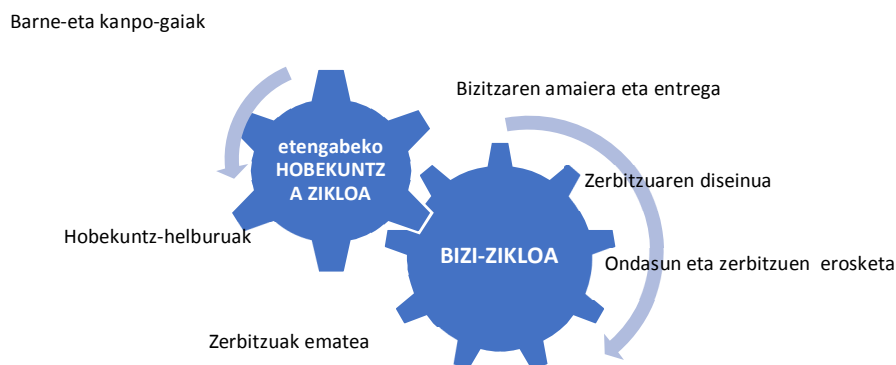 Barne-eta kanpo-gaiak
Bizitzaren amaiera eta entrega
etengabeko
HOBEKUNTZ
A ZIKLOA
Zerbitzuaren diseinua
Hobekuntz-helburuak
BIZI-ZIKLOA
Ondasun eta zerbitzuen erosketa
Zerbitzuak ematea